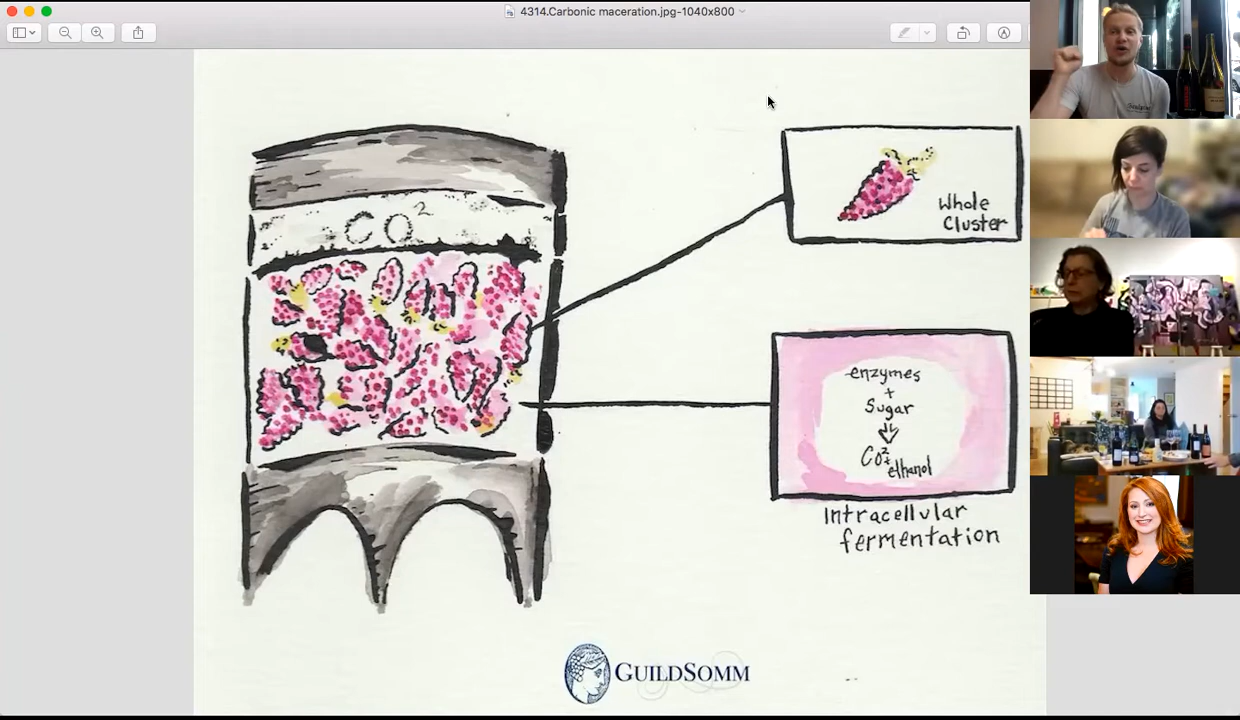 4314.Carbonic maceration.jpg-1040x800
CO²
Whole
Cluster
enzymes
+
Sugar
CO²+
ethanol
Intracellular
fermentation
GUILDSOMM